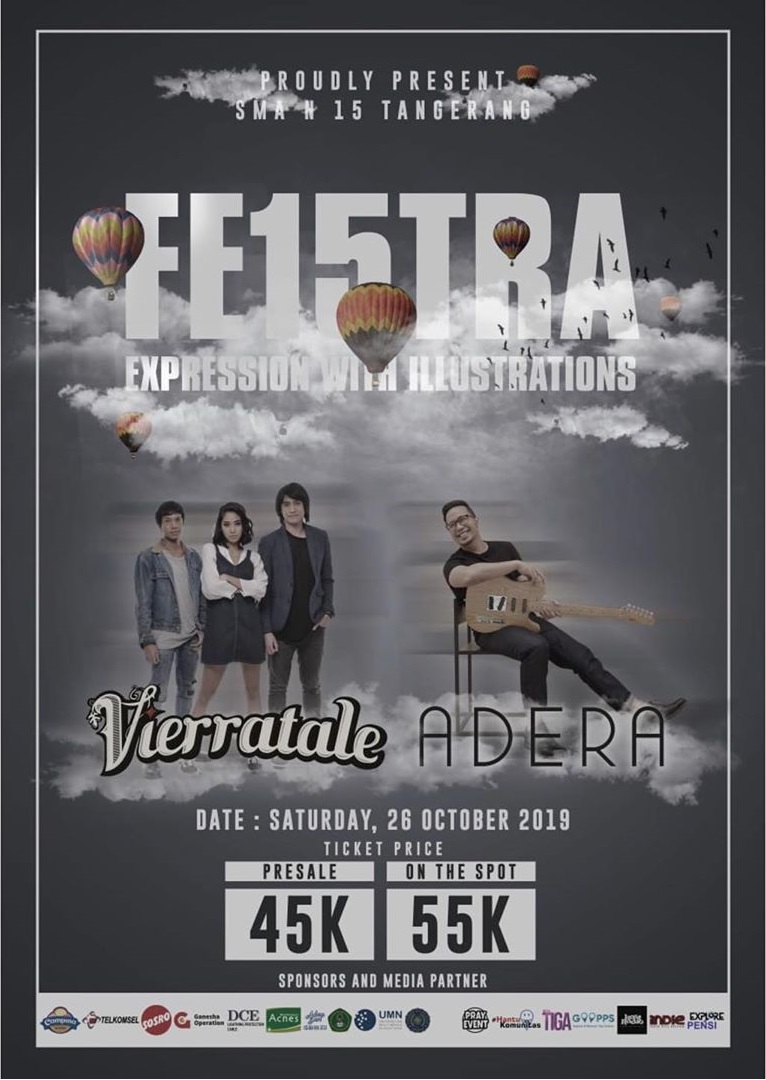 PROUDLY PRESENT
SMA N 15 TANGERANG
FE15TRA
EXPRESSION WITH ILLUSTRATIONS
Vierratale
ADERA
DATE : SATURDAY, 26 OCTOBER 2019
TICKET PRICE
PRESALE
ON THE SPOT
45K
55K
SPONSORS AND MEDIA PARTNER
Campina
TELKOMSEL
SOSRO
Ganesha
Operation
DCE
Acnes
UMN
PRAY
EVENT
#Hantu
Komunitas
TIGA
indie
EXPLORE
PENSI